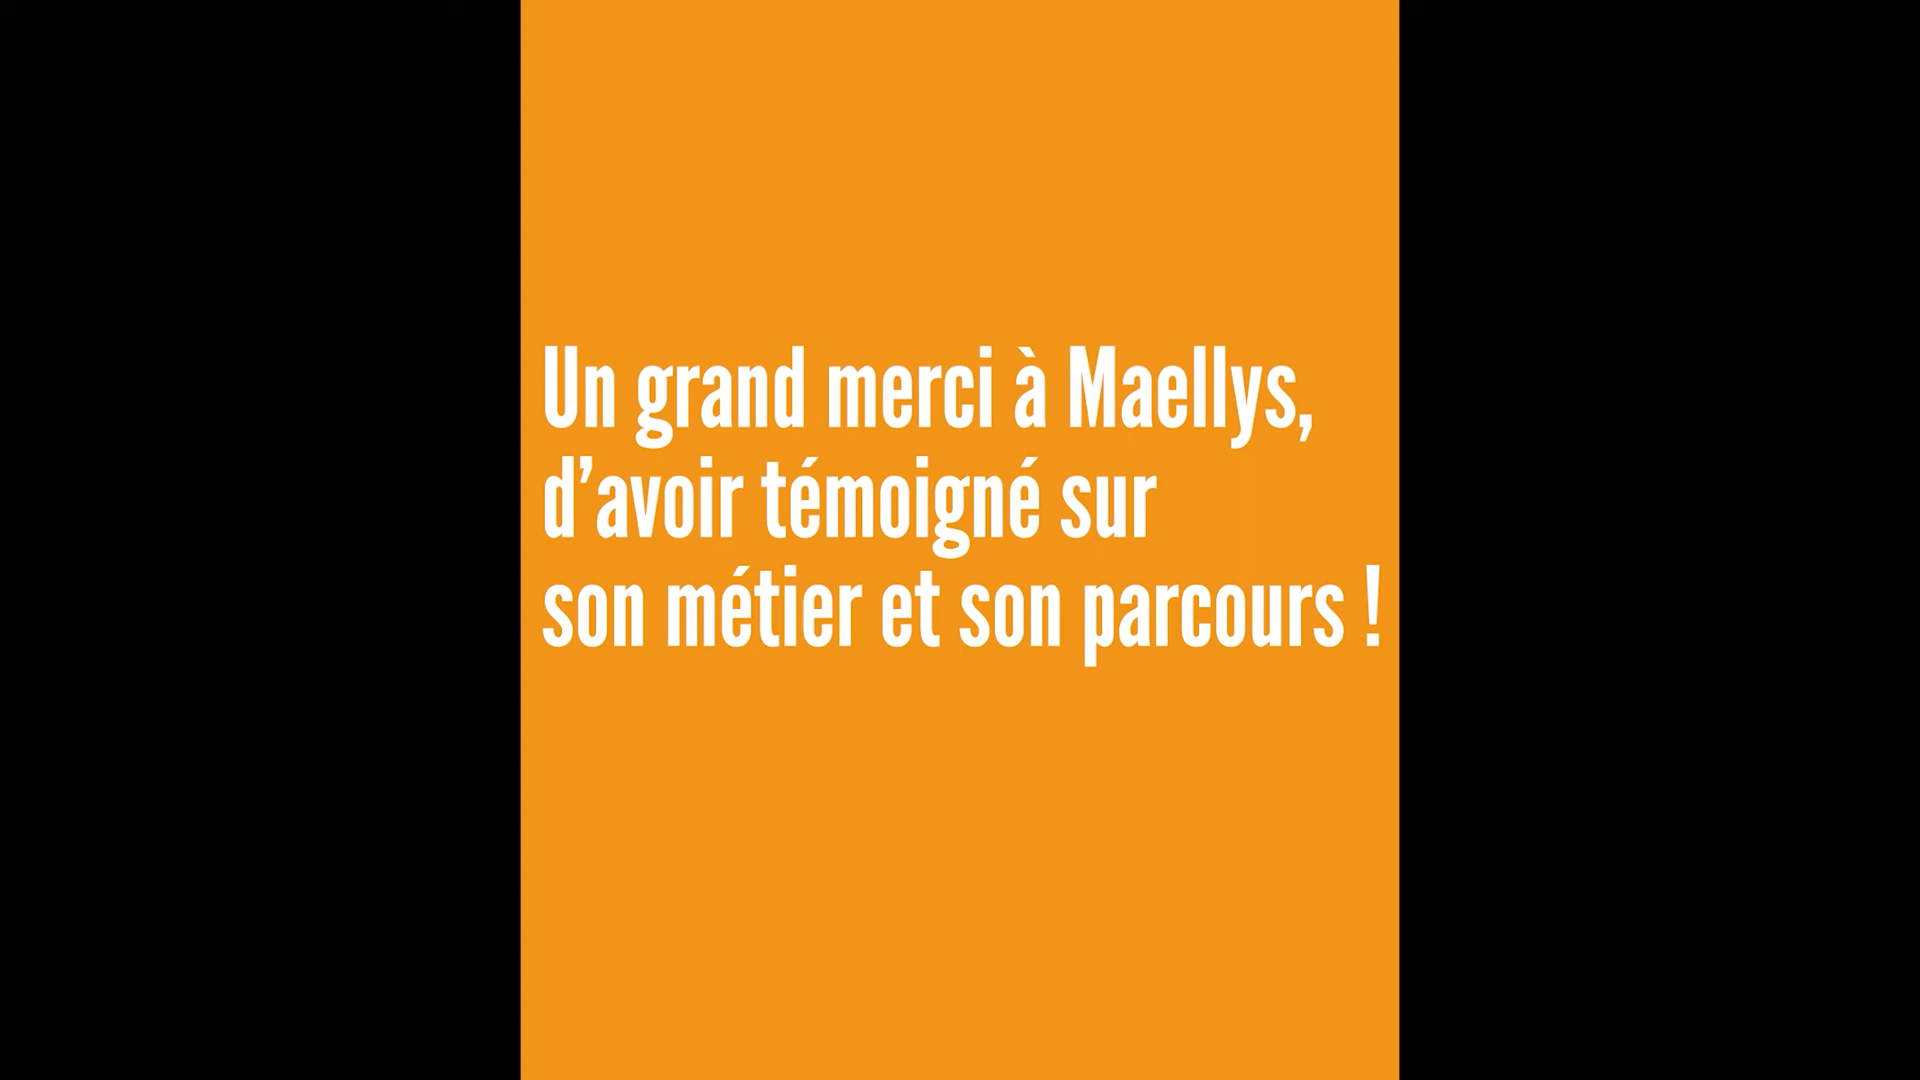 Un grand merci à Maellys,
d’avoir témoigné sur
son métier et son parcours !